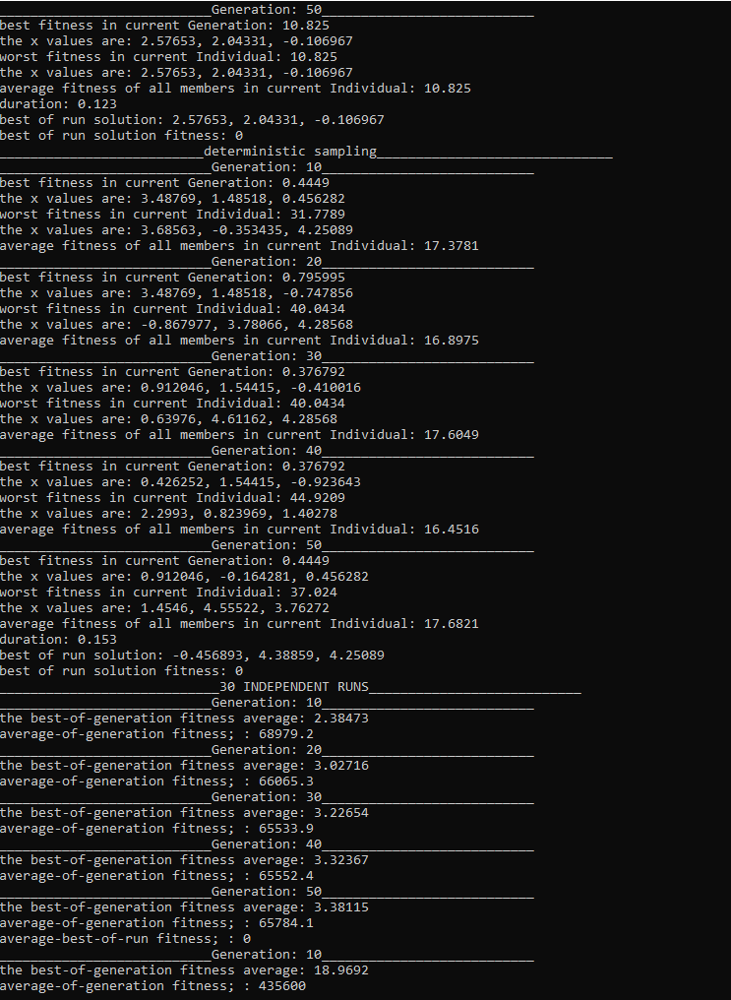 ___________________________Generation: 50___________________________
best fitness in current Generation: 10.825
the x values are: 2.57653, 2.04331, -0.106967
worst fitness in current Individual: 10.825
the x values are: 2.57653, 2.04331, -0.106967
average fitness of all members in current Individual: 10.825
duration: 0.123
best of run solution: 2.57653, 2.04331, -0.106967
best of run solution fitness: 0
__________________________deterministic sampling______________________________
___________________________Generation: 10___________________________
best fitness in current Generation: 0.4449
the x values are: 3.48769, 1.48518, 0.456282
worst fitness in current Individual: 31.7789
the x values are: 3.68563, -0.353435, 4.25089
average fitness of all members in current Individual: 17.3781
___________________________Generation: 20___________________________
best fitness in current Generation: 0.795995
the x values are: 3.48769, 1.48518, -0.747856
worst fitness in current Individual: 40.0434
the x values are: -0.867977, 3.78066, 4.28568
average fitness of all members in current Individual: 16.8975
___________________________Generation: 30___________________________
best fitness in current Generation: 0.376792
the x values are: 0.912046, 1.54415, -0.410016
worst fitness in current Individual: 40.0434
the x values are: 0.63976, 4.61162, 4.28568
average fitness of all members in current Individual: 17.6049
___________________________Generation: 40___________________________
best fitness in current Generation: 0.376792
the x values are: 0.426252, 1.54415, -0.923643
worst fitness in current Individual: 44.9209
the x values are: 2.2993, 0.823969, 1.40278
average fitness of all members in current Individual: 16.4516
___________________________Generation: 50___________________________
best fitness in current Generation: 0.4449
the x values are: 0.912046, -0.164281, 0.456282
worst fitness in current Individual: 37.024
the x values are: 1.4546, 4.55522, 3.76272
average fitness of all members in current Individual: 17.6821
duration: 0.153
best of run solution: -0.456893, 4.38859, 4.25089
best of run solution fitness: 0
____________________________30 INDEPENDENT RUNS___________________________
___________________________Generation: 10___________________________
the best-of-generation fitness average: 2.38473
average-of-generation fitness; : 68979.2
___________________________Generation: 20___________________________
the best-of-generation fitness average: 3.02716
average-of-generation fitness; : 66065.3
___________________________Generation: 30___________________________
the best-of-generation fitness average: 3.22654
average-of-generation fitness; : 65533.9
___________________________Generation: 40___________________________
the best-of-generation fitness average: 3.32367
average-of-generation fitness; : 65552.4
___________________________Generation: 50___________________________
the best-of-generation fitness average: 3.38115
average-of-generation fitness; : 65784.1
average-best-of-run fitness; : 0
___________________________Generation: 10___________________________
the best-of-generation fitness average: 18.9692
average-of-generation fitness; : 435600